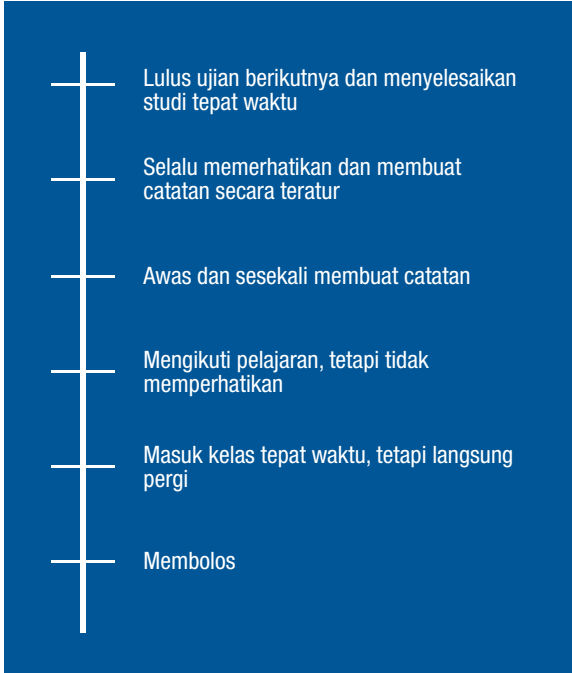 Lulus ujian berikutnya dan menyelesaikan
studi tepat waktu
Selalu memerhatikan dan membuat
catatan secara teratur
Awas dan sesekali membuat catatan
Mengikuti pelajaran, tetapi tidak
memperhatikan
Masuk kelas tepat waktu, tetapi langsung
pergi
Membolos